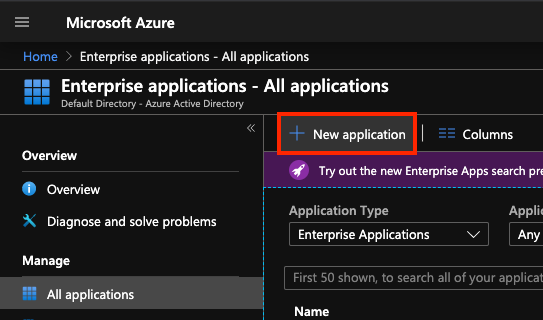 Microsoft Azure
Home > Enterprise applications - All applications
Enterprise applications - All applications
Default Directory - Azure Active Directory
«
+ New application
Columns
Overview
Try out the new Enterprise Apps search pre
Overview
Diagnose and solve problems
Application Type
Applic
Enterprise Applications
Any
Manage
First 50 shown, to search all of your applicat
All applications
Name